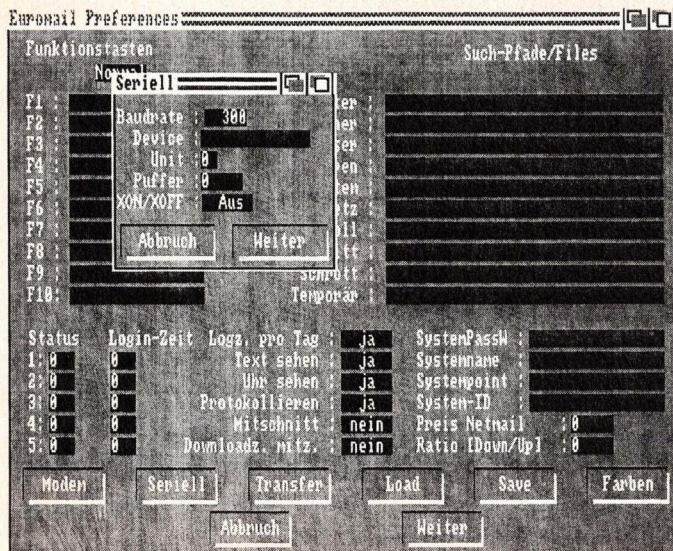 Euromail Preferences
Funktionstasten
Such-Pfade/Files
Seriell
Baudrate : 300
Device :
Unit : 0
Puffer : 0
XON/XOFF : Aus
Abbruch Weiter
F1 :
F2 :
F3 :
F4 :
F5 :
F6 :
F7 :
F8 :
F9 :
F10:
Schrott :
Temporär :
Status Login-Zeit
1: 0 0
2: 0 0
3: 0 0
4: 0 0
5: 0 0
Logz. pro Tag : ja
Text sehen : ja
Uhr sehen : ja
Protokollieren : ja
Mitschnitt : nein
Downloadz. mitz. : nein
SystemPassW :
Systemname :
Systempoint :
System-ID :
Preis Netmail : 0
Ratio [Down/Up] : 0
Modem Seriell Transfer Load Save Farben
Abbruch Weiter